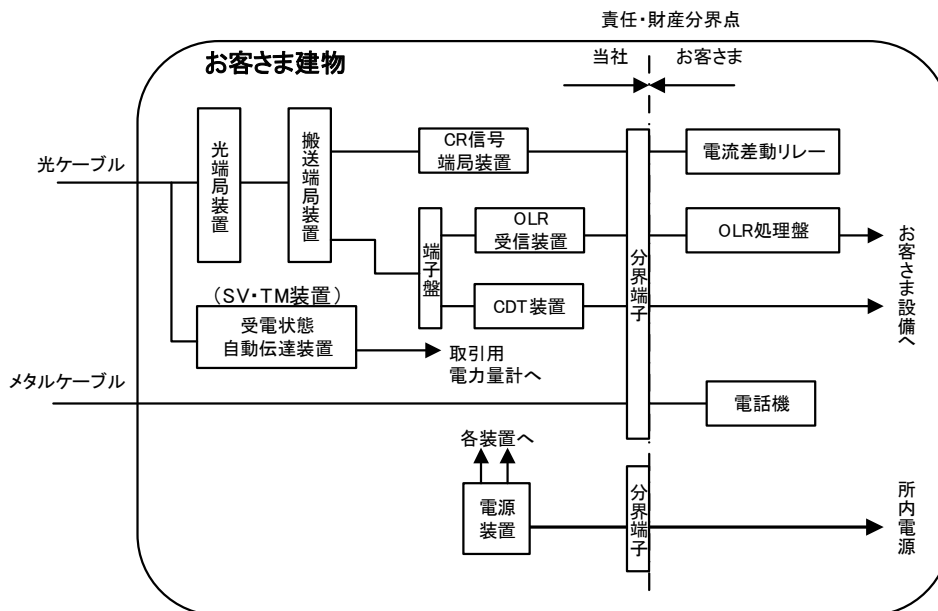 責任・財産分界点
当社
お客さま
お客さま建物
光ケーブル
光端局装置
搬送端局装置
CR信号
端局装置
電流差動リレー
端子盤
OLR
受信装置
分界端子
OLR処理盤
お客さま設備へ
CDT装置
（SV・TM装置）
受電状態
自動伝達装置
取引用
電力量計へ
メタルケーブル
電話機
各装置へ
電源
装置
分界端子
所内電源